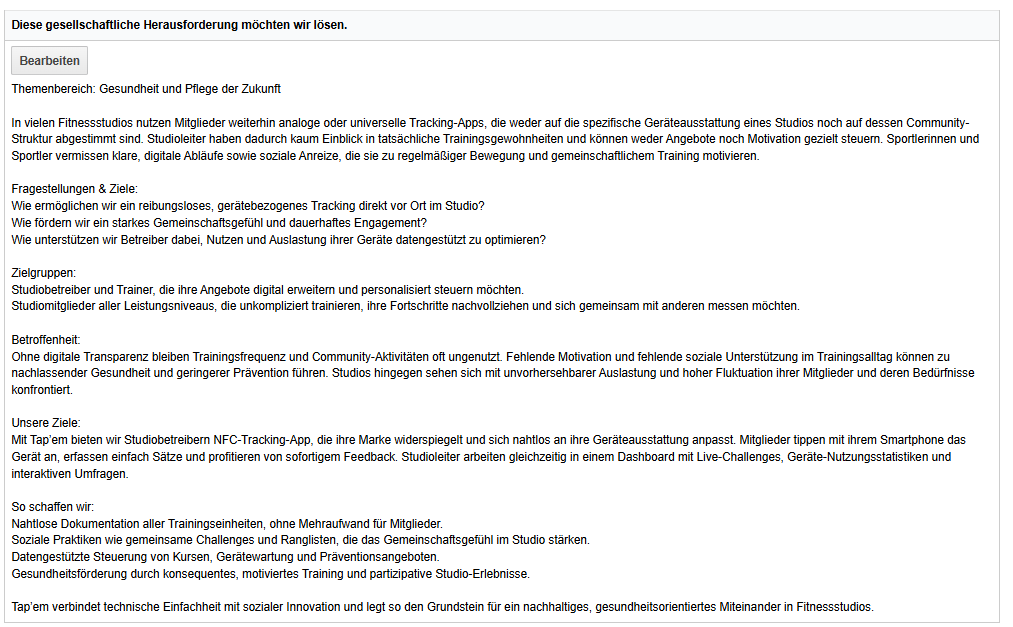 Diese gesellschaftliche Herausforderung möchten wir lösen.
Bearbeiten
Themenbereich: Gesundheit und Pflege der Zukunft
In vielen Fitnessstudios nutzen Mitglieder weiterhin analoge oder universelle Tracking-Apps, die weder auf die spezifische Geräteausstattung eines Studios noch auf dessen Community-
Struktur abgestimmt sind. Studioleiter haben dadurch kaum Einblick in tatsächliche Trainingsgewohnheiten und können weder Angebote noch Motivation gezielt steuern. Sportlerinnen und
Sportler vermissen klare, digitale Abläufe sowie soziale Anreize, die sie zu regelmäßiger Bewegung und gemeinschaftlichem Training motivieren.
Fragestellungen & Ziele:
Wie ermöglichen wir ein reibungsloses, gerätebezogenes Tracking direkt vor Ort im Studio?
Wie fördern wir ein starkes Gemeinschaftsgefühl und dauerhaftes Engagement?
Wie unterstützen wir Betreiber dabei, Nutzen und Auslastung ihrer Geräte datengestützt zu optimieren?
Zielgruppen:
Studiobetreiber und Trainer, die ihre Angebote digital erweitern und personalisiert steuern möchten.
Studiomitglieder aller Leistungsniveaus, die unkompliziert trainieren, ihre Fortschritte nachvollziehen und sich gemeinsam mit anderen messen möchten.
Betroffenheit:
Ohne digitale Transparenz bleiben Trainingsfrequenz und Community-Aktivitäten oft ungenutzt. Fehlende Motivation und fehlende soziale Unterstützung im Trainingsalltag können zu
nachlassender Gesundheit und geringerer Prävention führen. Studios hingegen sehen sich mit unvorhersehbarer Auslastung und hoher Fluktuation ihrer Mitglieder und deren Bedürfnisse
konfrontiert.
Unsere Ziele:
Mit Tap'em bieten wir Studiobetreibern NFC-Tracking-App, die ihre Marke widerspiegelt und sich nahtlos an ihre Geräteausstattung anpasst. Mitglieder tippen mit ihrem Smartphone das
Gerät an, erfassen einfach Sätze und profitieren von sofortigem Feedback. Studioleiter arbeiten gleichzeitig in einem Dashboard mit Live-Challenges, Geräte-Nutzungsstatistiken und
interaktiven Umfragen.
So schaffen wir:
Nahtlose Dokumentation aller Trainingseinheiten, ohne Mehraufwand für Mitglieder.
Soziale Praktiken wie gemeinsame Challenges und Ranglisten, die das Gemeinschaftsgefühl im Studio stärken.
Datengestützte Steuerung von Kursen, Gerätewartung und Präventionsangeboten.
Gesundheitsförderung durch konsequentes, motiviertes Training und partizipative Studio-Erlebnisse.
Tap'em verbindet technische Einfachheit mit sozialer Innovation und legt so den Grundstein für ein nachhaltiges, gesundheitsorientiertes Miteinander in Fitnessstudios.